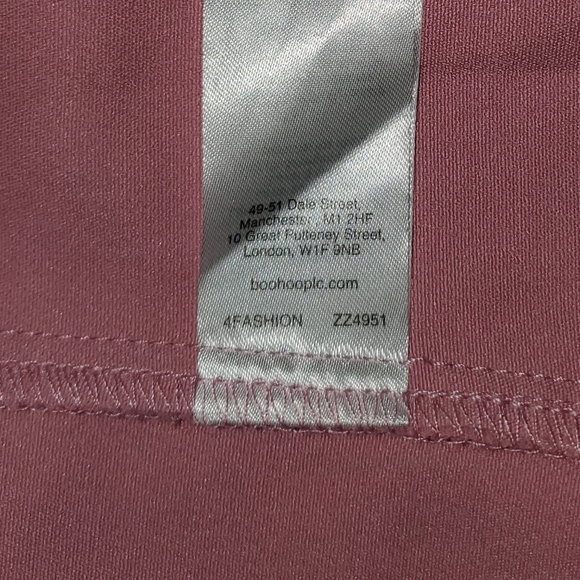 49-51 Dale Street,
Manchester, M1 2HF
10 Great Pulteney Street,
London, W1F 9NB
boohooplc.com
4FASHION ZZ4951